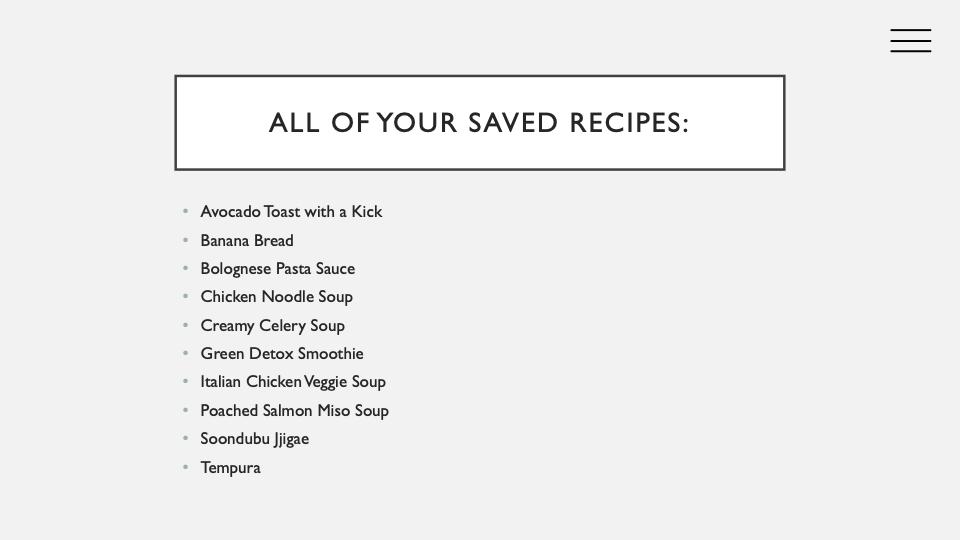 ALL OF YOUR SAVED RECIPES:
• Avocado Toast with a Kick
• Banana Bread
• Bolognese Pasta Sauce
• Chicken Noodle Soup
• Creamy Celery Soup
• Green Detox Smoothie
• Italian Chicken Veggie Soup
• Poached Salmon Miso Soup
• Soondubu Jjigae
• Tempura